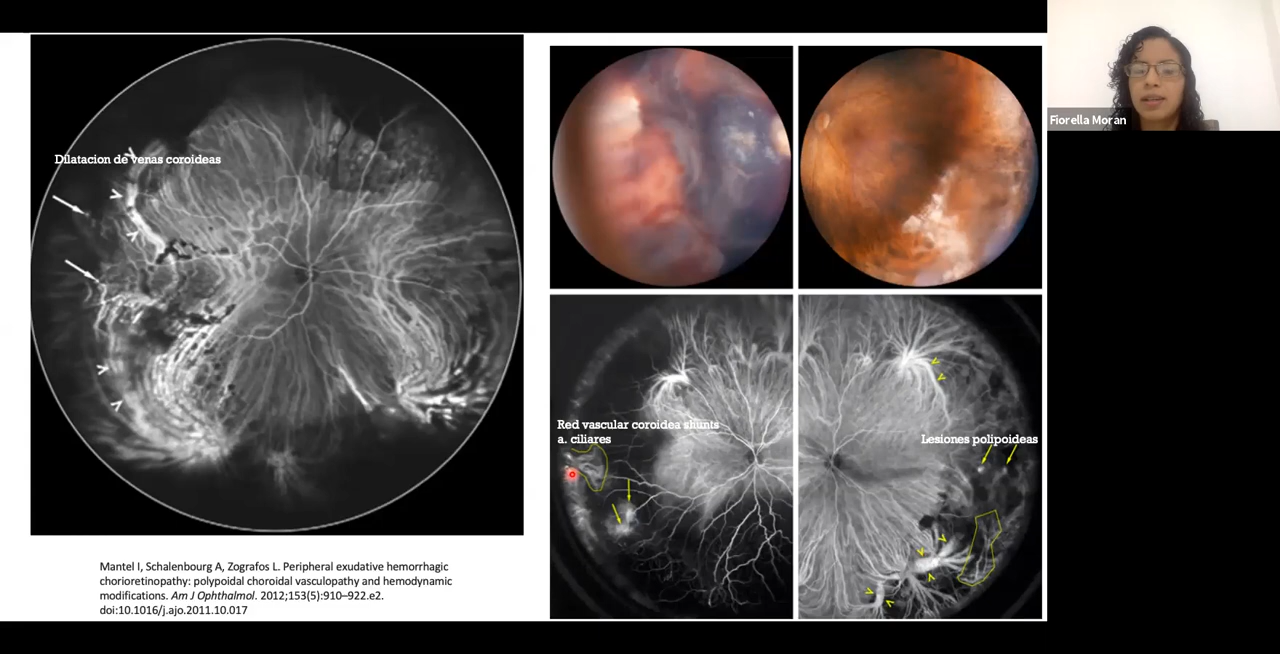 Dilatacion de venas coroideas
Red vascular coroidea shunts
a. ciliares
Lesiones polipoideas
Mantel I, Schalenbourg A, Zografos L. Peripheral exudative hemorrhagic
chorioretinopathy: polypoidal choroidal vasculopathy and hemodynamic
modifications. Am J Ophthalmol. 2012;153(5):910–922.e2.
doi:10.1016/j.ajo.2011.10.017
Fiorella Moran